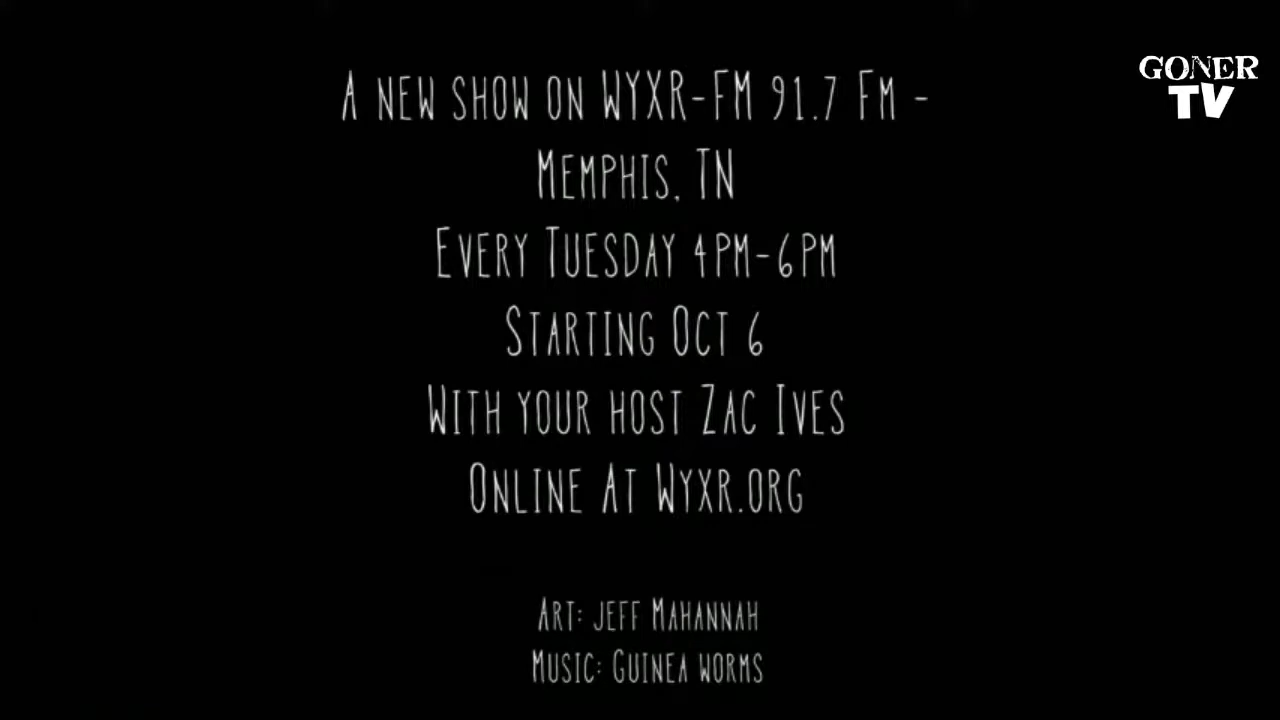 GONER
TV
A NEW SHOW ON WYXR-FM 91.7 FM -
MEMPHIS, TN
EVERY TUESDAY 4PM-6PM
STARTING OCT 6
WITH YOUR HOST ZAC IVES
ONLINE AT WYXR.ORG
ART: JEFF MAHANNAH
MUSIC: GUINEA WORMS